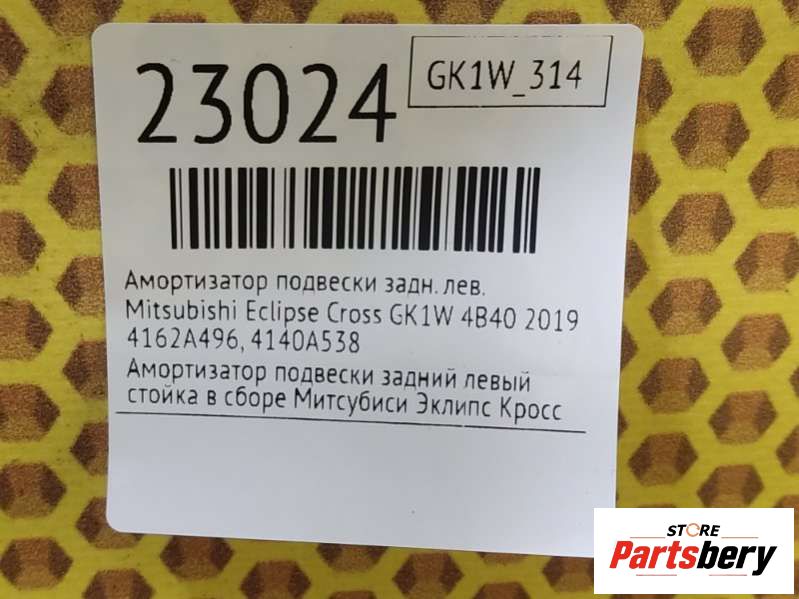 23024
GK1W_314
Амортизатор подвески задн. лев.
Mitsubishi Eclipse Cross GK1W 4B40 2019
4162A496, 4140A538
Амортизатор подвески задний левый
стойка в сборе Митсубиси Эклипс Кросс
STORE
Partsbery